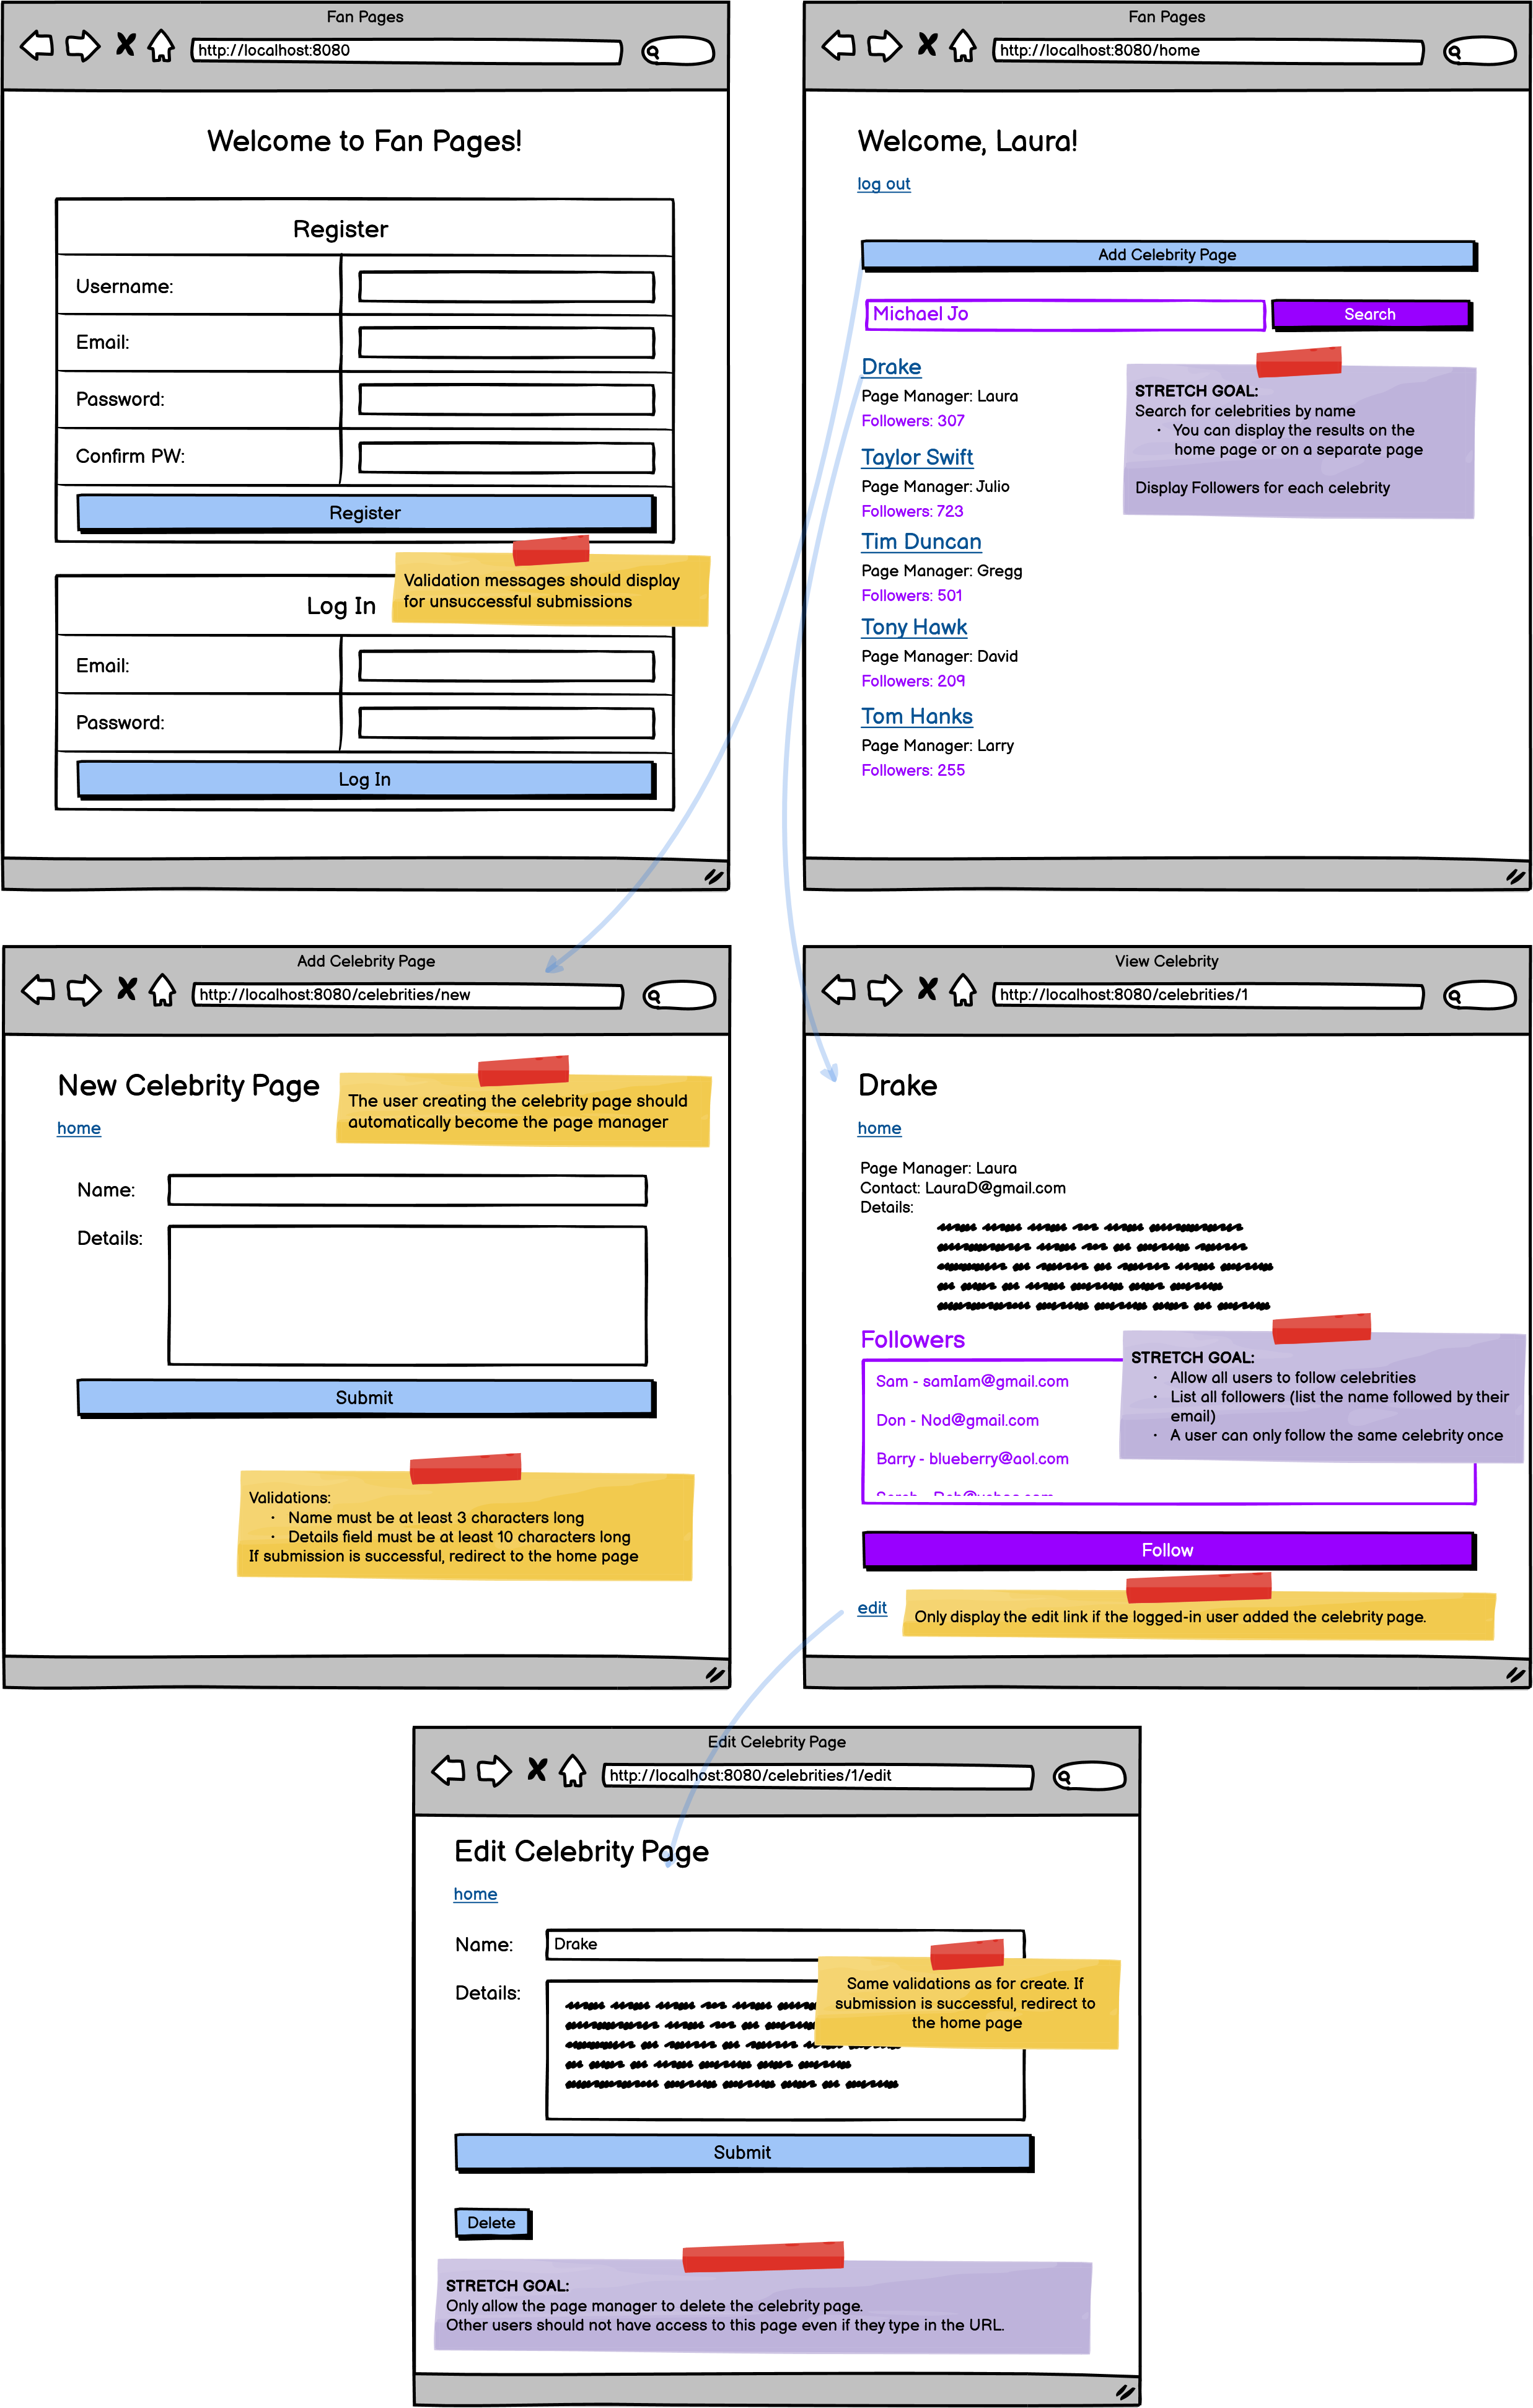 Fan Pages
http://localhost:8080
Welcome to Fan Pages!
Register
Username:
Email:
Password:
Confirm PW:
Register
Validation messages should display
for unsuccessful submissions
Log In
Email:
Password:
Log In
Fan Pages
http://localhost:8080/home
Welcome, Laura!
log out
Add Celebrity Page
Michael Jo
Search
Drake
Page Manager: Laura
Followers: 307
Taylor Swift
Page Manager: Julio
Followers: 723
Tim Duncan
Page Manager: Gregg
Followers: 501
Tony Hawk
Page Manager: David
Followers: 209
Tom Hanks
Page Manager: Larry
Followers: 255
STRETCH GOAL:
Search for celebrities by name
• You can display the results on the
home page or on a separate page
Display Followers for each celebrity
Add Celebrity Page
http://localhost:8080/celebrities/new
New Celebrity Page
home
The user creating the celebrity page should
automatically become the page manager
Name:
Details:
Submit
Validations:
• Name must be at least 3 characters long
• Details field must be at least 10 characters long
If submission is successful, redirect to the home page
View Celebrity
http://localhost:8080/celebrities/1
Drake
home
Page Manager: Laura
Contact: LauraD@gmail.com
Details:
Followers
Sam - samIam@gmail.com
Don - Nod@gmail.com
Barry - blueberry@aol.com
STRETCH GOAL:
• Allow all users to follow celebrities
• List all followers (list the name followed by their
email)
• A user can only follow the same celebrity once
Follow
edit
Only display the edit link if the logged-in user added the celebrity page.
Edit Celebrity Page
http://localhost:8080/celebrities/1/edit
Edit Celebrity Page
home
Name:
Drake
Details:
Same validations as for create. If
submission is successful, redirect to
the home page
Submit
Delete
STRETCH GOAL:
Only allow the page manager to delete the celebrity page.
Other users should not have access to this page even if they type in the URL.